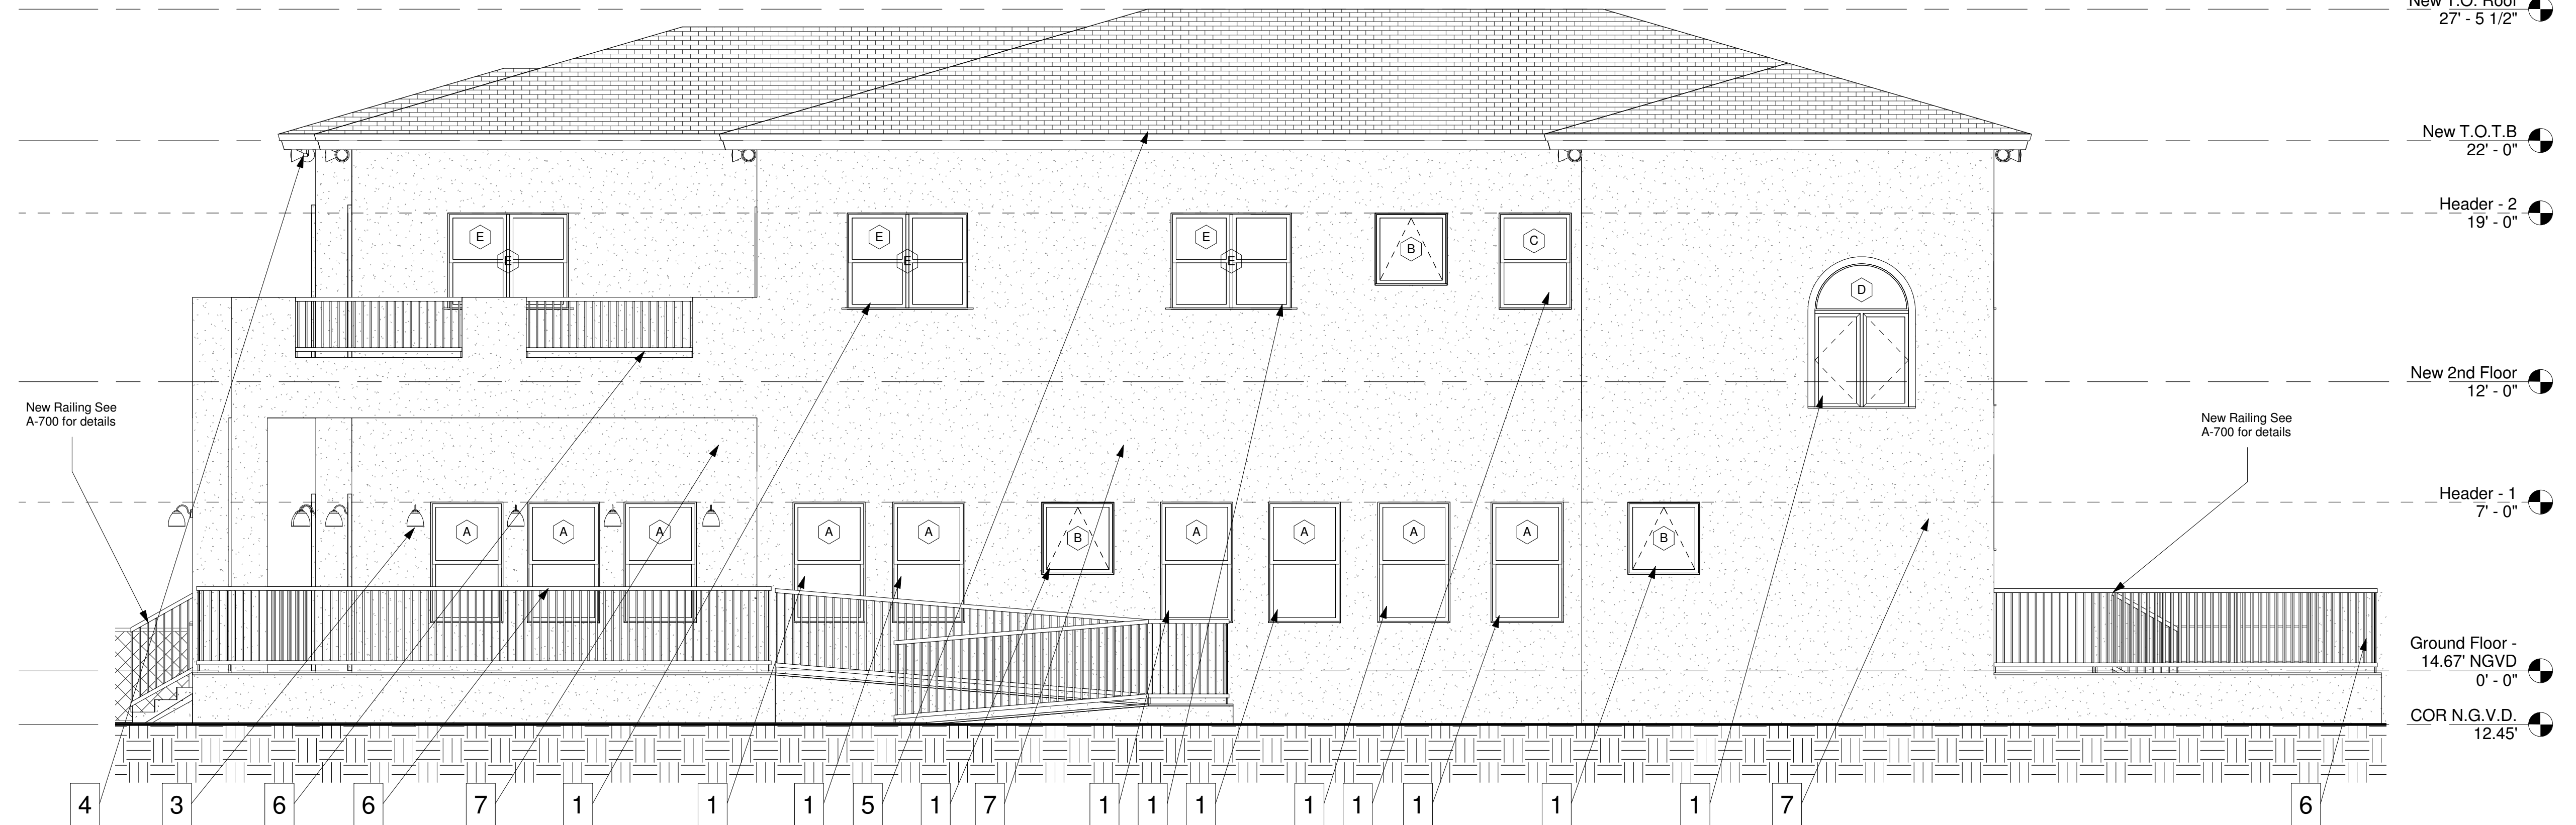 New T.O. Roof
27' - 5 1/2"
New T.O.T.B
22' - 0"
Header - 2
19' - 0"
E
E
E
E
E
E
B
C
D
New 2nd Floor
12' - 0"
New Railing See
A-700 for details
New Railing See
A-700 for details
Header - 1
7' - 0"
A
A
A
A
A
B
A
A
A
A
B
Ground Floor -
14.67' NGVD
0' - 0"
COR N.G.V.D.
12.45'
4
3
6
6
7
1
1
1
5
1
7
1
1
1
1
1
1
1
1
7
6